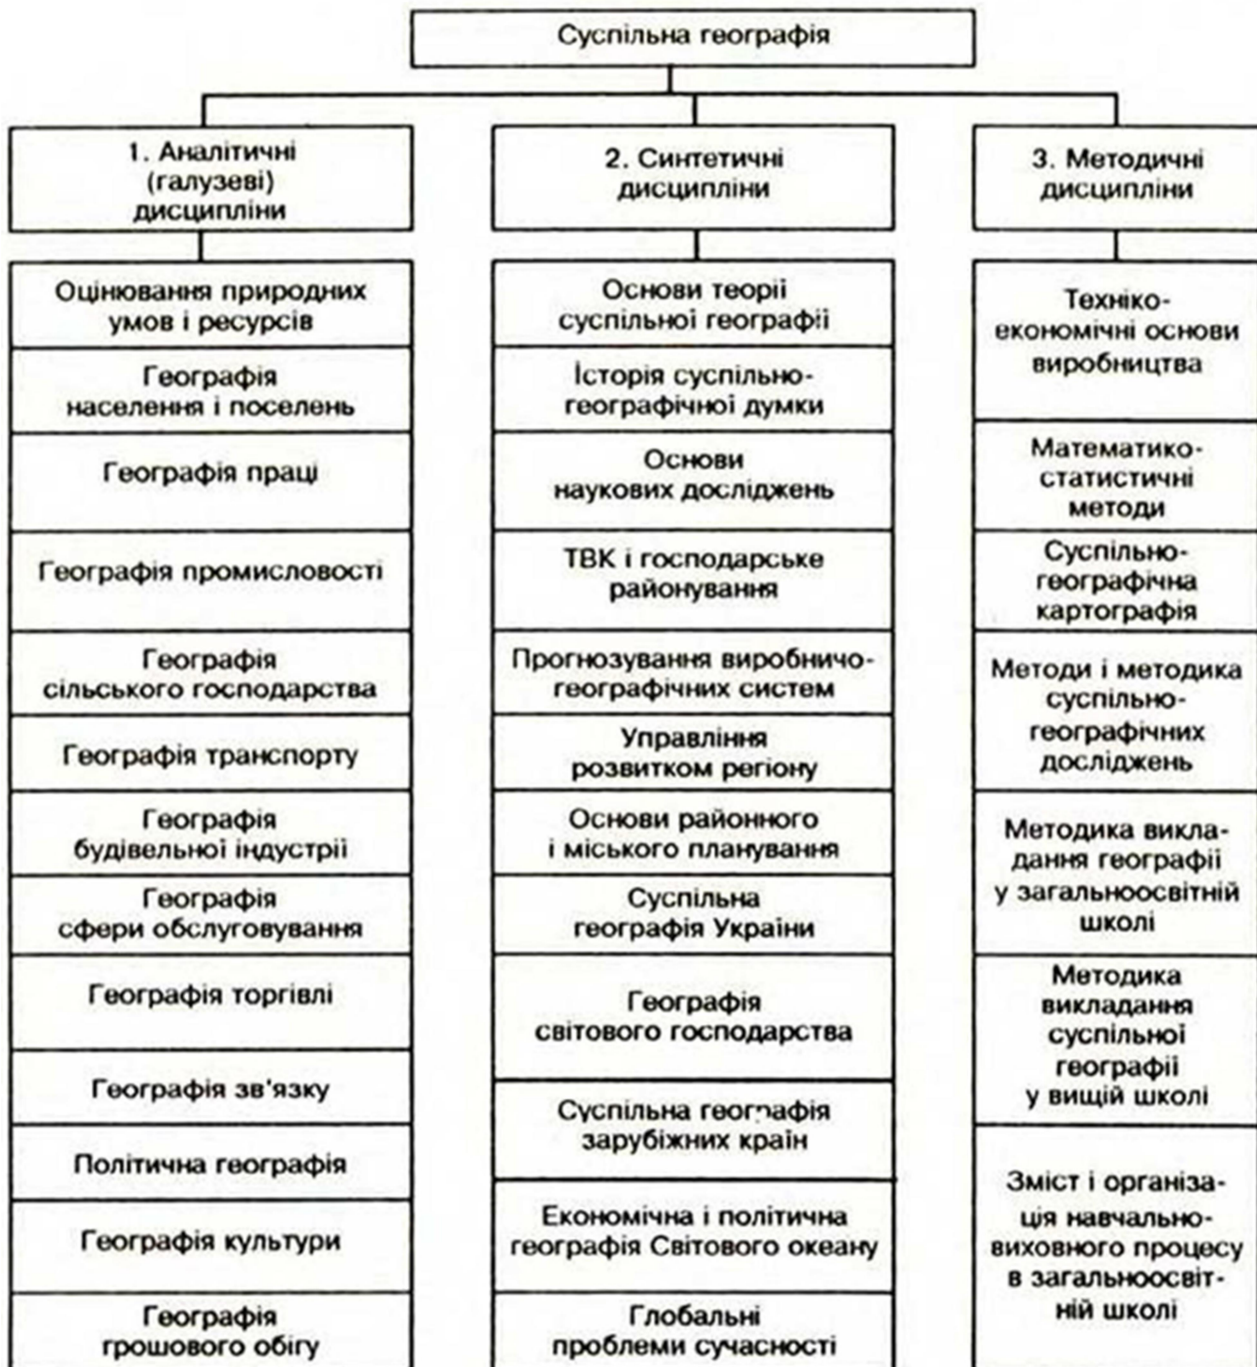 Суспільна географія
1. Аналітичні
(галузеві)
дисципліни
Оцінювання природних
умов і ресурсів
Географія
населення і поселень
Географія праці
Географія промисловості
Географія
сільського господарства
Географія транспорту
Географія
будівельної індустрії
Географія
сфери обслуговування
Географія торгівлі
Географія зв'язку
Політична географія
Географія культури
Географія
грошового обігу
2. Синтетичні
дисципліни
Основи теорії
суспільної географії
Історія суспільно-
географічної думки
Основи
наукових досліджень
ТВК і господарське
районування
Прогнозування виробничо-
географічних систем
Управління
розвитком регіону
Основи районного
і міського планування
Суспільна
географія України
Географія
світового господарства
Суспільна географія
зарубіжних країн
Економічна і політична
географія Світового океану
Глобальні
проблеми сучасності
3. Методичні
дисципліни
Техніко-
економічні основи
виробництва
Математико-
статистичні
методи
Суспільно-
географічна
картографія
Методи і методика
суспільно-
географічних
досліджень
Методика викла-
дання географії
у загальноосвітній
школі
Методика
викладання
суспільної
географії
у вищій школі
Зміст і організа-
ція навчально-
виховного процесу
в загальноосвіт-
ній школі